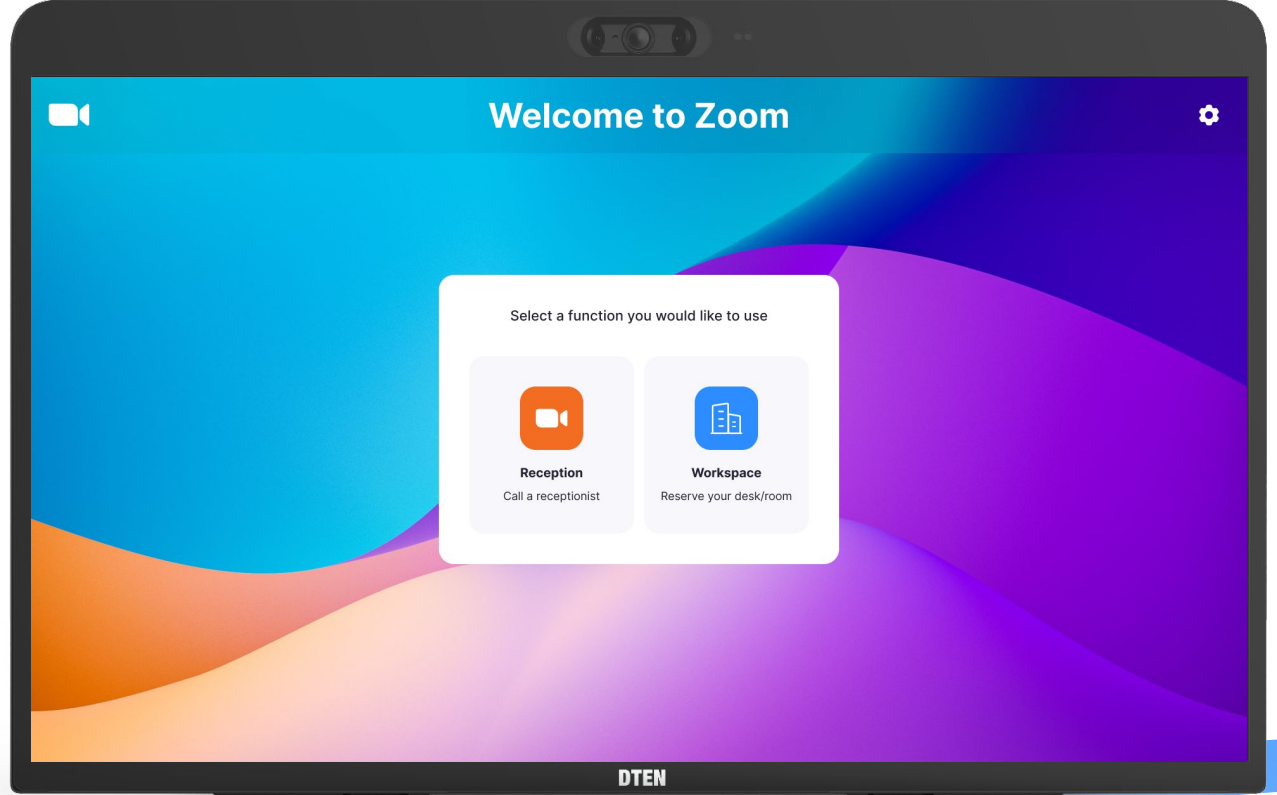 Welcome to Zoom
Select a function you would like to use
Reception
Call a receptionist
Workspace
Reserve your desk/room
DTEN